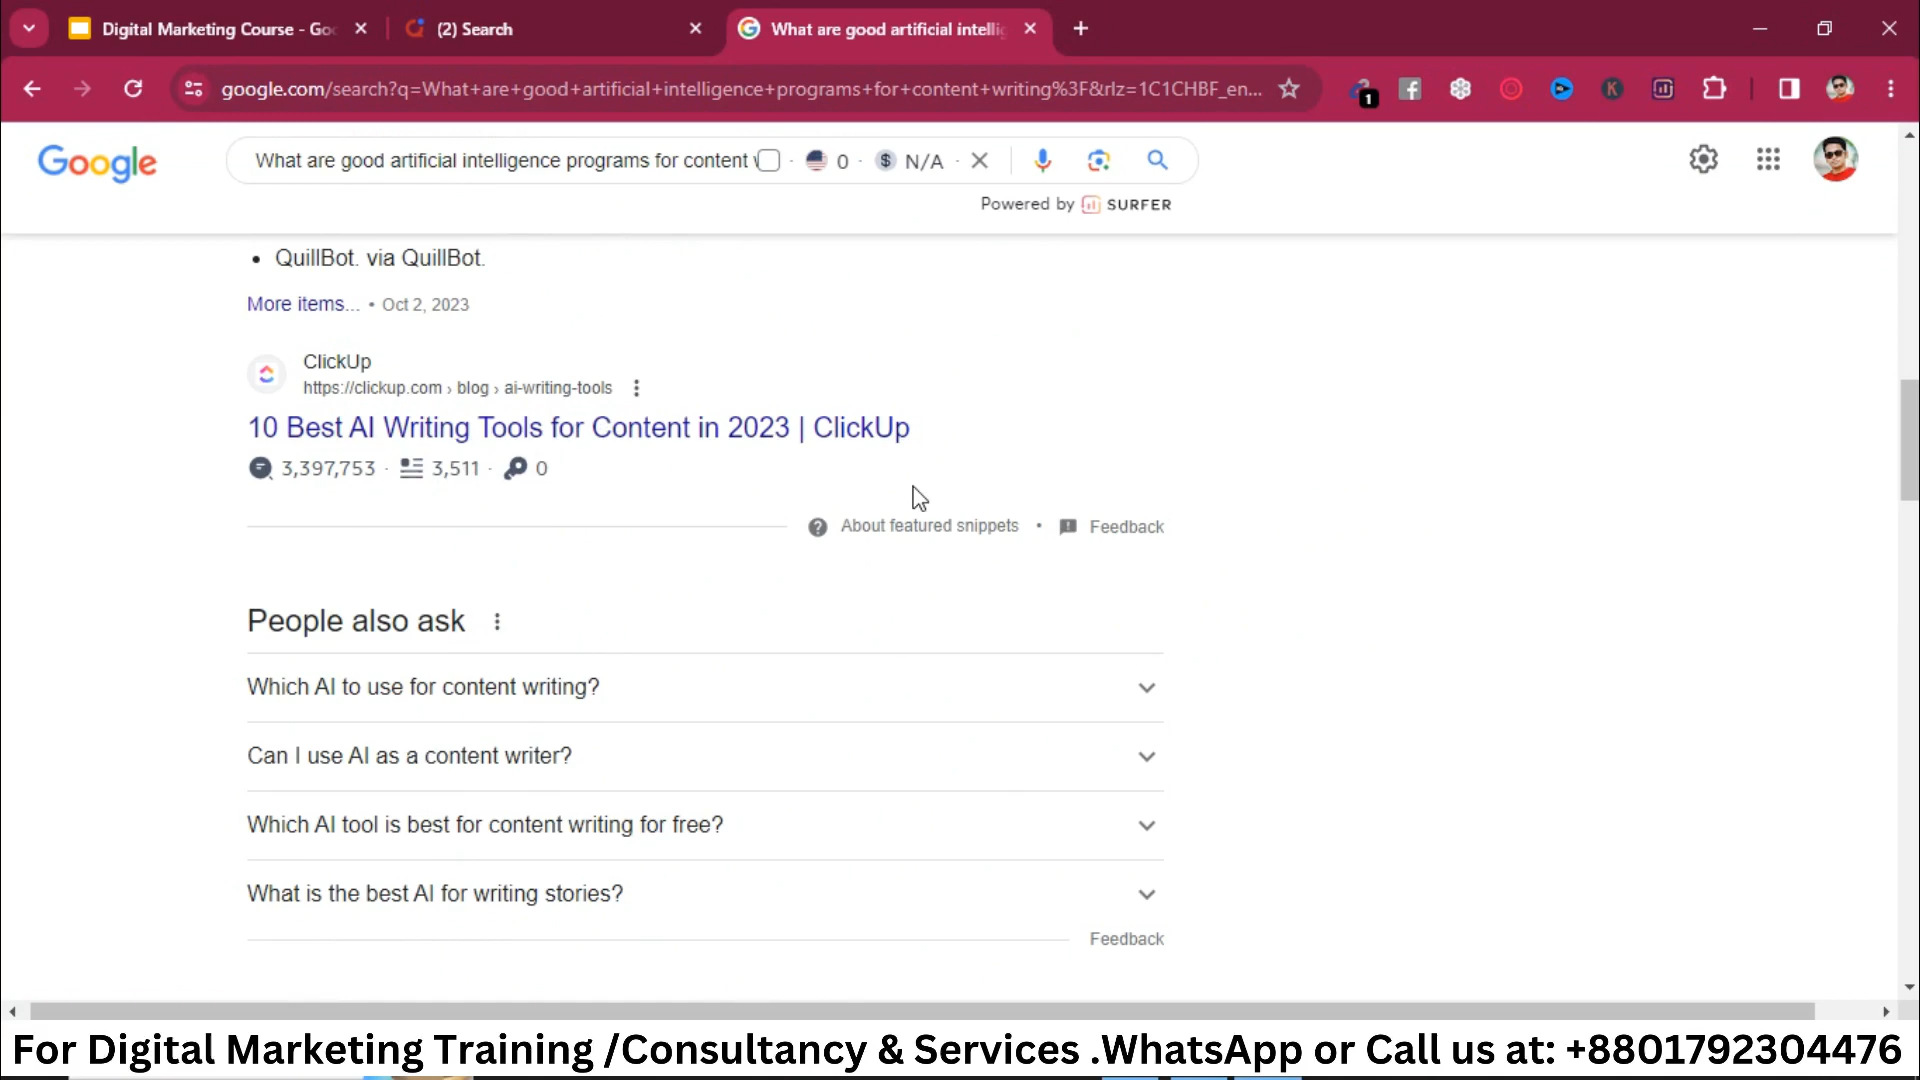 Digital Marketing Course - Goo
(2) Search
What are good artificial intellig
google.com/search?q=What+are+good+artificial+intelligence+programs+for+content+writing%3F&rlz=1C1CHBF_en...
1
Google
What are good artificial intelligence programs for content
0 · $ N/A ·
Powered by SURFER
• QuillBot. via QuillBot.
More items... • Oct 2, 2023
ClickUp
https://clickup.com › blog › ai-writing-tools
10 Best AI Writing Tools for Content in 2023 | ClickUp
3,397,753 · 3,511 · 0
About featured snippets • Feedback
People also ask
Which AI to use for content writing?
Can I use AI as a content writer?
Which AI tool is best for content writing for free?
What is the best AI for writing stories?
Feedback
For Digital Marketing Training /Consultancy & Services .WhatsApp or Call us at: +8801792304476